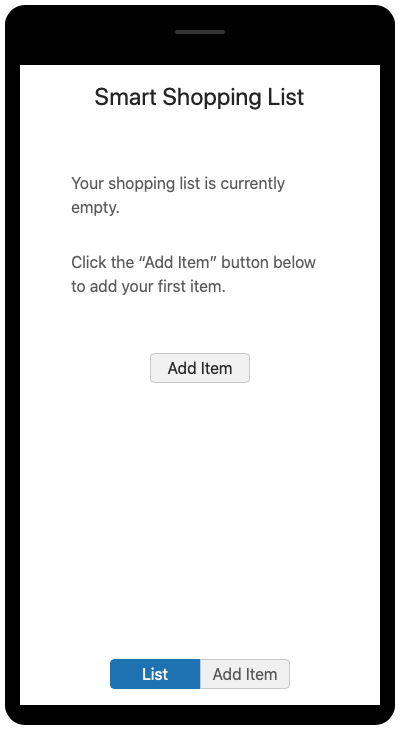 Smart Shopping List
Your shopping list is currently
empty.
Click the “Add Item” button below
to add your first item.
Add Item
List
Add Item